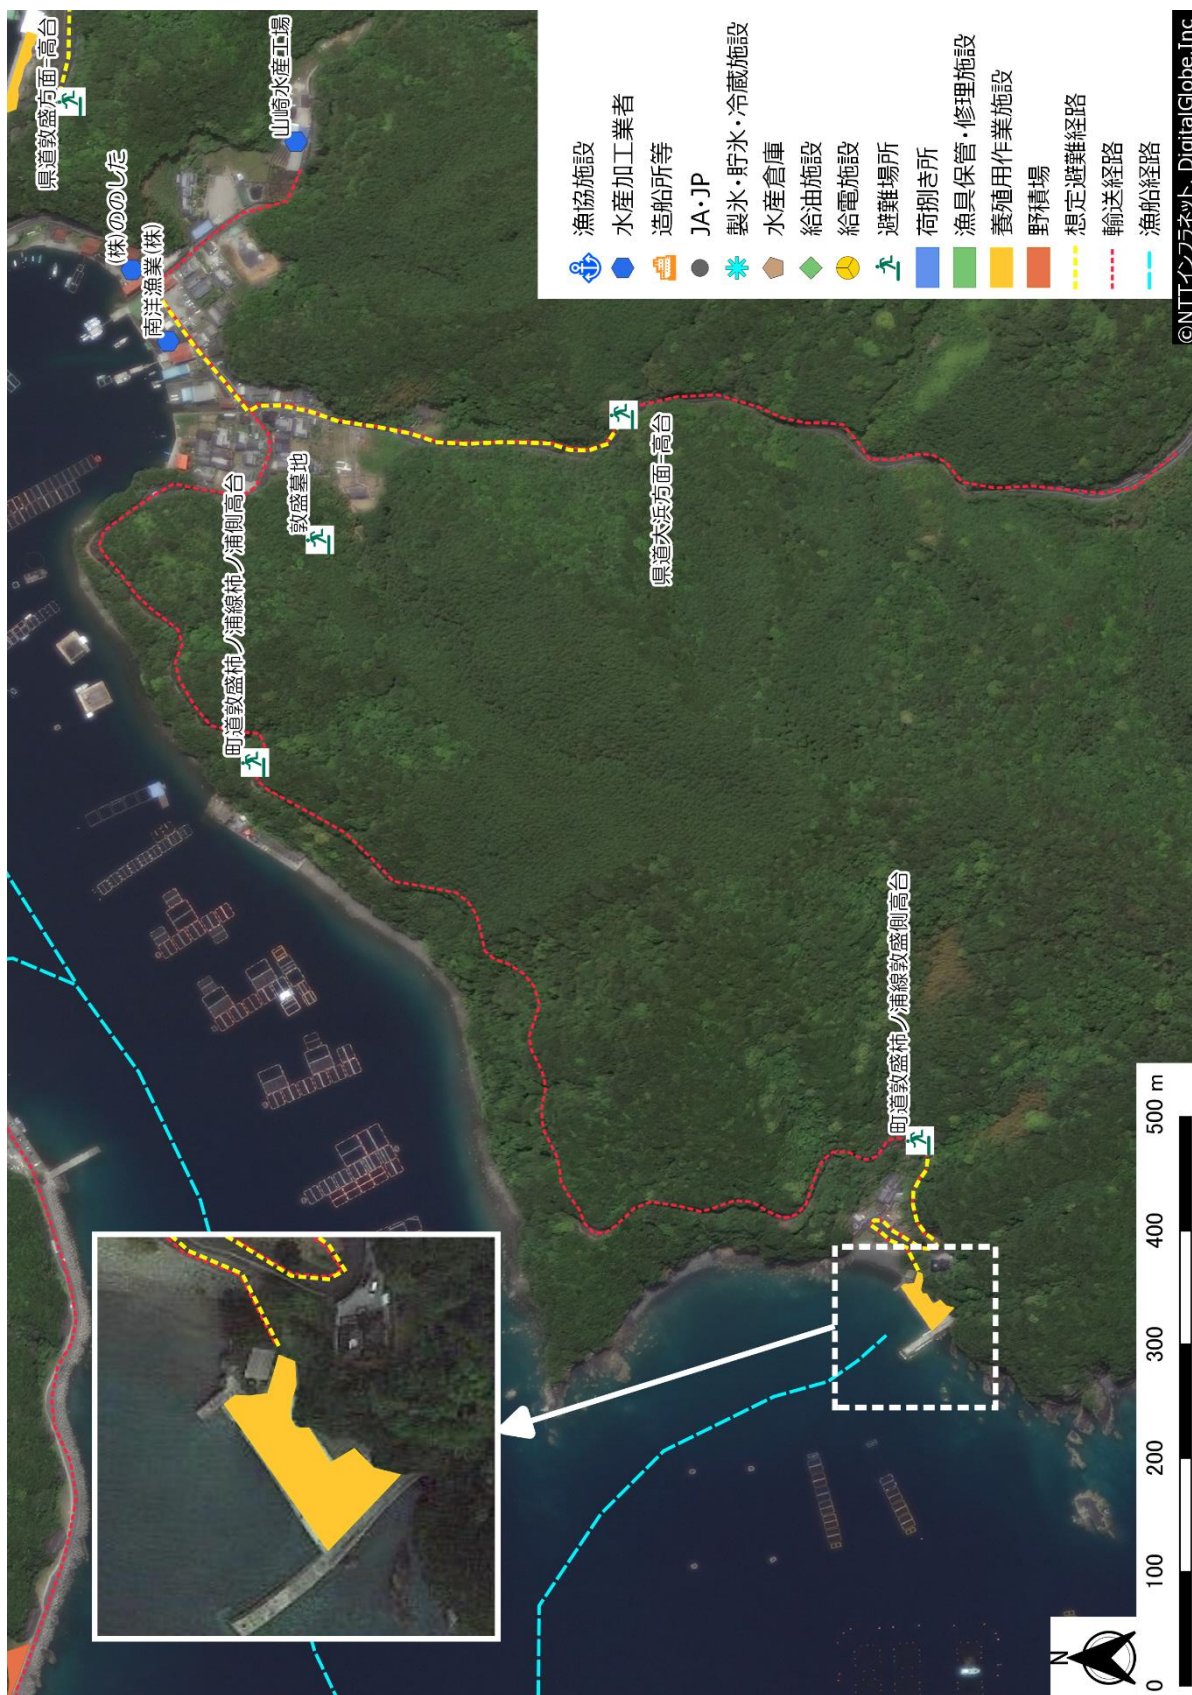 県道敦盛方面-高台
(株)ののした
南洋漁業(株)
山崎水産工場
町道敦盛柿ノ浦線柿ノ浦側高台
敦盛墓地
県道大浜方面-高台
町道敦盛柿ノ浦線敦盛側高台
漁協施設
水産加工業者
造船所等
JA・JP
製氷・貯氷・冷蔵施設
水産倉庫
給油施設
給電施設
避難場所
荷捌き所
漁具保管・修理施設
養殖用作業施設
野積場
想定避難経路
輸送経路
漁船経路
©NTTインフラネット, DigitalGlobe.Inc
N
0 100 200 300 400 500 m